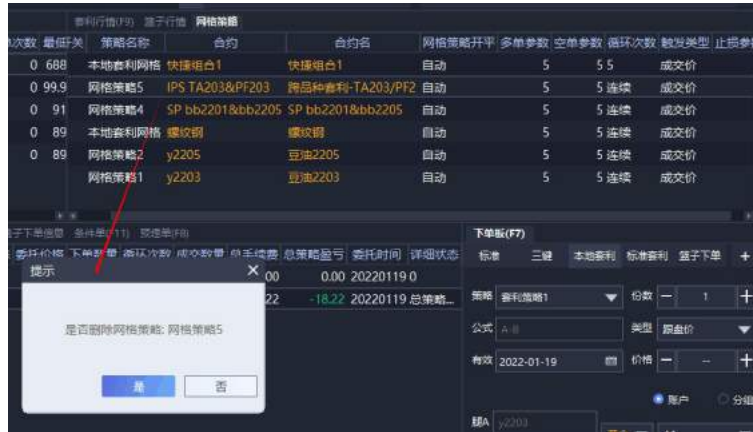 套利行情(F9) 篮子行情 网格策略
次数 最低开关 策略名称 合约 合约名 网格策略开平 多单参数 空单参数 循环次数 触发类型 止损参
0 688 本地套利网格 快捷组合1 快捷组合1 自动 5 5 5 成交价
0 99.9 网格策略5 IPS TA203&PF203 跨品种套利-TA203/PF2 自动 5 5 连续 成交价
0 91 网格策略4 SP bb2201&bb2205 SP bb2201&bb2205 自动 5 5 连续 成交价
0 89 本地套利网格 螺纹钢 螺纹钢 自动 5 5 连续 成交价
0 89 网格策略2 y2205 豆油2205 自动 5 5 连续 成交价
网格策略1 y2203 豆油2203 自动 5 5 连续 成交价
子下单信息 条件单(F11) 预埋单(F8)
委托价格 下单数量 循环次数 成交数量 总手续费 总策略盈亏 委托时间 详细状态
00 0.00 20220119 0
22 -18.22 20220119 总策略...
提示
是否删除网格策略: 网格策略5
是 否
下单板(F7)
标准 三键 本地套利 标准套利 篮子下单
策略 套利策略1 份数 1
公式 A-B 类型 跟盘价
有效 2022-01-19 价格 --
账户 分组
腿A y2203